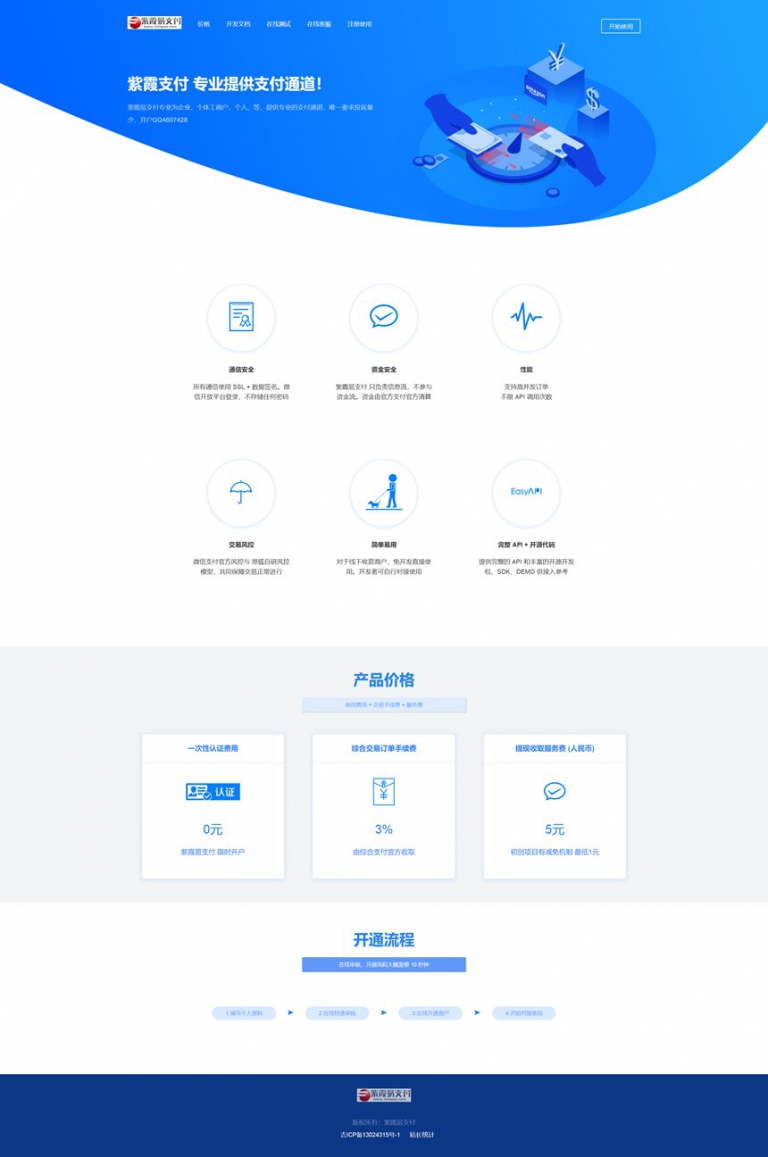 紫霞易支付
价格
开发文档
在线测试
在线客服
注册使用
开始使用
紫霞支付 专业提供支付通道！
紫霞易支付专业为企业，个体工商户，个人，等，提供专业的支付通道，唯一要求投诉量
少，开户QQ4607428
amazon
通信安全
资金安全
性能
所有通信使用 SSL + 数据签名。微
信开放平台登录，不存储任何密码
紫霞易支付 只负责信息流，不参与
资金流。资金由官方支付官方清算
支持高并发订单
不限 API 调用次数
EasyAPI
交易风控
简单易用
完整 API + 开源代码
微信支付官方风控与 易狐自研风控
模型，共同保障交易正常进行
对于线下收款商户，免开发直接使
用。开发者可自行对接使用
提供完整的 API 和丰富的开源开发
包，SDK、DEMO 供接入参考
产品价格
一次性认证费用
综合交易订单手续费
提现收取服务费 (人民币)
认证
0元
3%
5元
紫霞易支付 限时开户
由综合支付官方收取
初创项目有减免机制 最低1元
开通流程
在线审核，开通流程大概需要 10 秒钟
1.填写个人资料
2.在线快速审核
3.在线开通商户
4.开始对接使用
紫霞易支付
版权所有：紫霞易支付
吉ICP备13024315号-1 站长统计